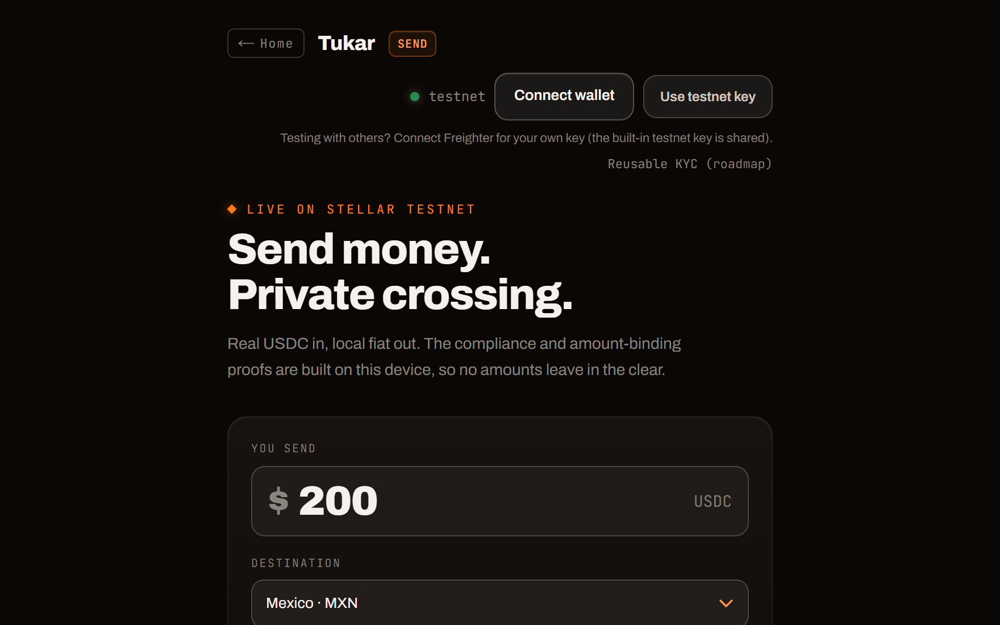 ← Home Tukar SEND
testnet Connect wallet Use testnet key
Testing with others? Connect Freighter for your own key (the built-in testnet key is shared).
Reusable KYC (roadmap)
LIVE ON STELLAR TESTNET
Send money.
Private crossing.
Real USDC in, local fiat out. The compliance and amount-binding
proofs are built on this device, so no amounts leave in the clear.
YOU SEND
$ 200 USDC
DESTINATION
Mexico · MXN